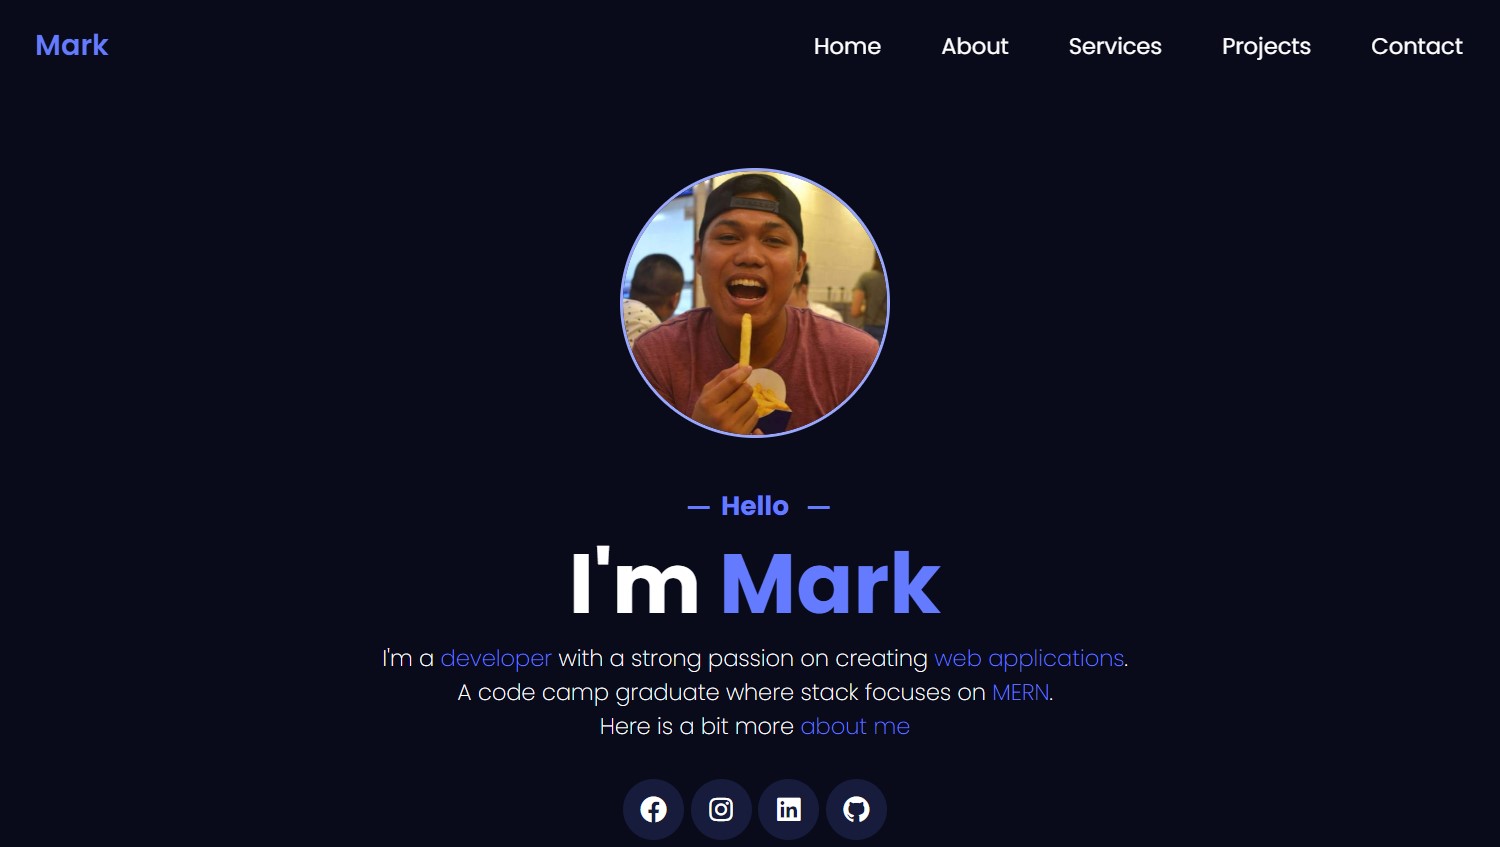 Mark
Home About Services Projects Contact
— Hello —
I'm Mark
I'm a developer with a strong passion on creating web applications.
A code camp graduate where stack focuses on MERN.
Here is a bit more about me